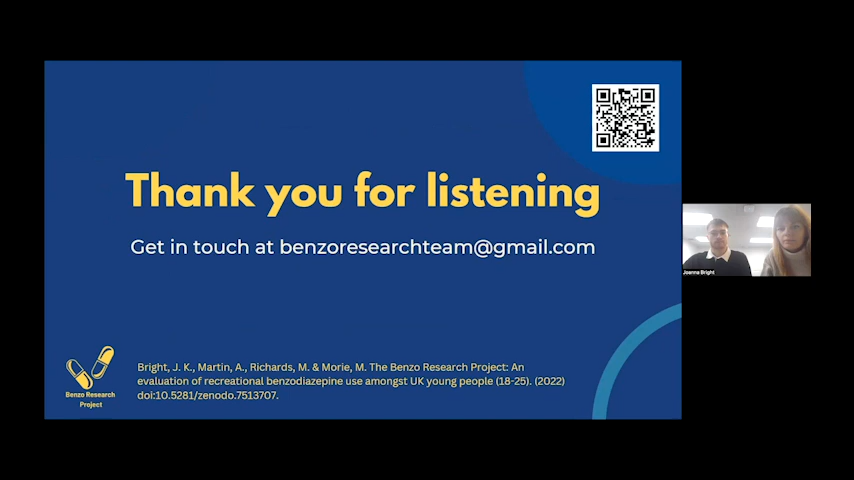 Thank you for listening
Get in touch at benzoresearchteam@gmail.com
Joanna Bright
Benzo Research
Project
Bright, J. K., Martin, A., Richards, M. & Morie, M. The Benzo Research Project: An
evaluation of recreational benzodiazepine use amongst UK young people (18-25). (2022)
doi:10.5281/zenodo.7513707.